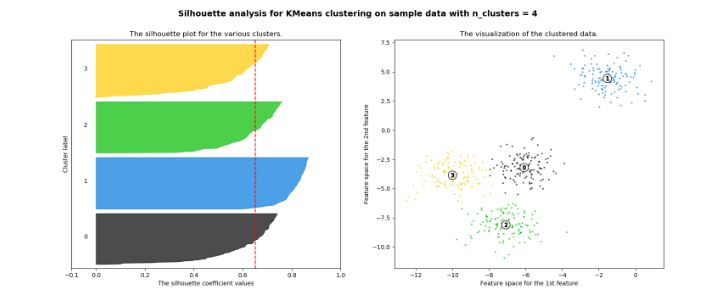 Silhouette analysis for KMeans clustering on sample data with n_clusters = 4
The silhouette plot for the various clusters.
3
2
1
0
Cluster label
−0.1 0.0 0.2 0.4 0.6 0.8 1.0
The silhouette coefficient values
The visualization of the clustered data.
7.5
5.0
2.5
0.0
−2.5
−5.0
−7.5
−10.0
Feature space for the 2nd feature
1
0
3
2
−12 −10 −8 −6 −4 −2 0
Feature space for the 1st feature